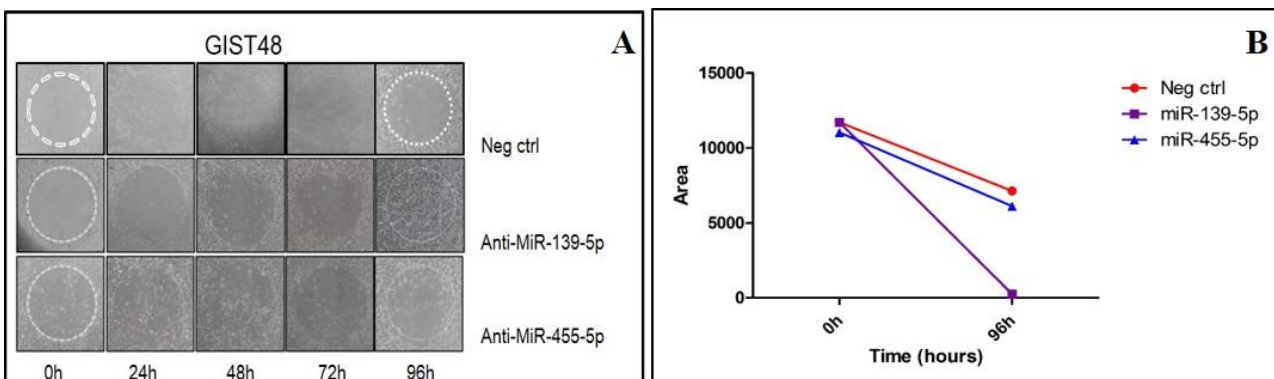 GIST48
A
Neg ctrl
Anti-MiR-139-5p
Anti-MiR-455-5p
0h 24h 48h 72h 96h
B
15000
10000
5000
0
Area
0h 96h
Time (hours)
Neg ctrl
miR-139-5p
miR-455-5p